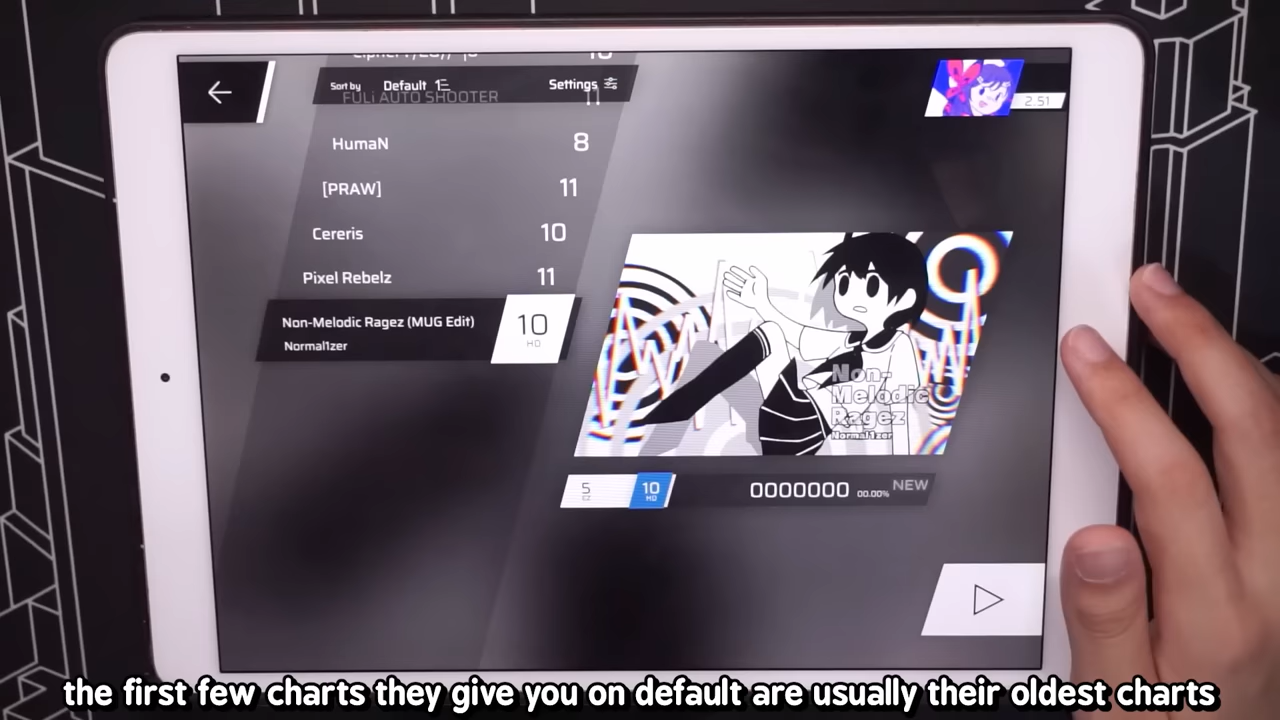 Sort by Default Settings
FULi AUTO SHOOTER 11
HumaN 8
[PRAW] 11
Cereris 10
Pixel Rebelz 11
Non-Melodic Ragez (MUG Edit)
Normal1zer
10
HD
2.51
Non-
Melodic
Ragez
Normal1zer
5
EZ
10
HD
0000000 00.00% NEW
the first few charts they give you on default are usually their oldest charts